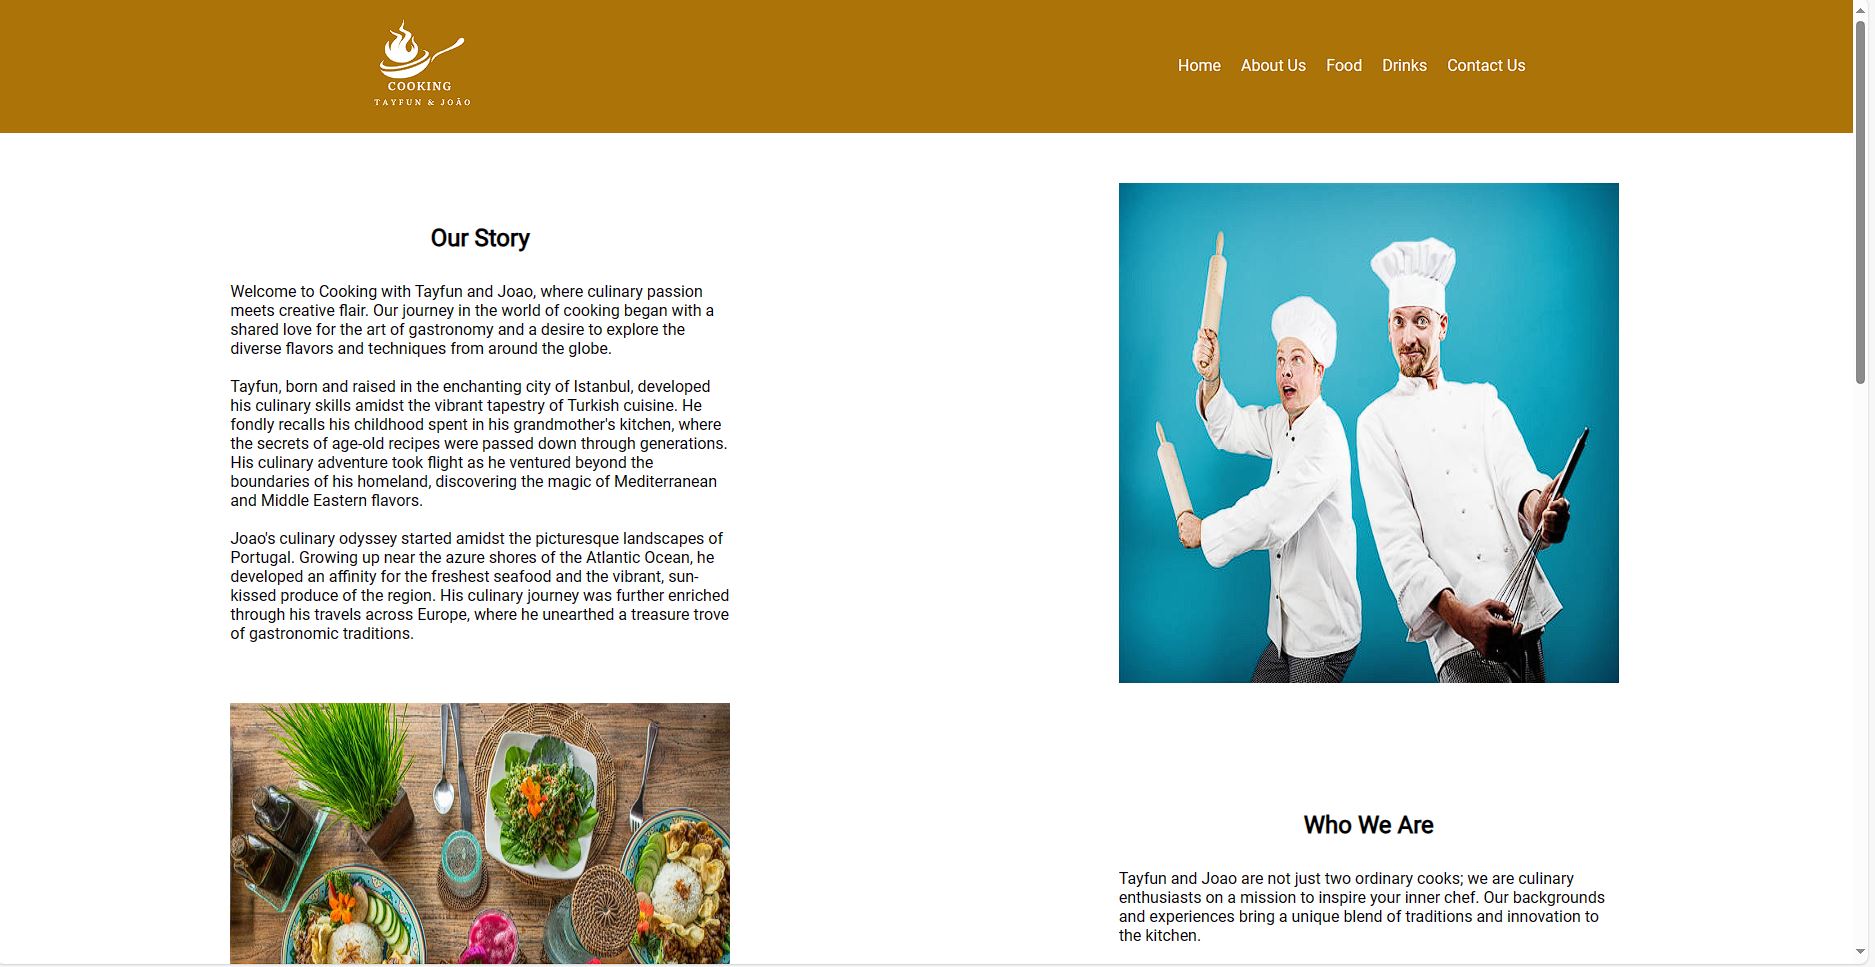 COOKING
TAYFUN & JOÃO
Home About Us Food Drinks Contact Us
Our Story
Welcome to Cooking with Tayfun and Joao, where culinary passion
meets creative flair. Our journey in the world of cooking began with a
shared love for the art of gastronomy and a desire to explore the
diverse flavors and techniques from around the globe.
Tayfun, born and raised in the enchanting city of Istanbul, developed
his culinary skills amidst the vibrant tapestry of Turkish cuisine. He
fondly recalls his childhood spent in his grandmother's kitchen, where
the secrets of age-old recipes were passed down through generations.
His culinary adventure took flight as he ventured beyond the
boundaries of his homeland, discovering the magic of Mediterranean
and Middle Eastern flavors.
Joao's culinary odyssey started amidst the picturesque landscapes of
Portugal. Growing up near the azure shores of the Atlantic Ocean, he
developed an affinity for the freshest seafood and the vibrant, sun-
kissed produce of the region. His culinary journey was further enriched
through his travels across Europe, where he unearthed a treasure trove
of gastronomic traditions.
Who We Are
Tayfun and Joao are not just two ordinary cooks; we are culinary
enthusiasts on a mission to inspire your inner chef. Our backgrounds
and experiences bring a unique blend of traditions and innovation to
the kitchen.